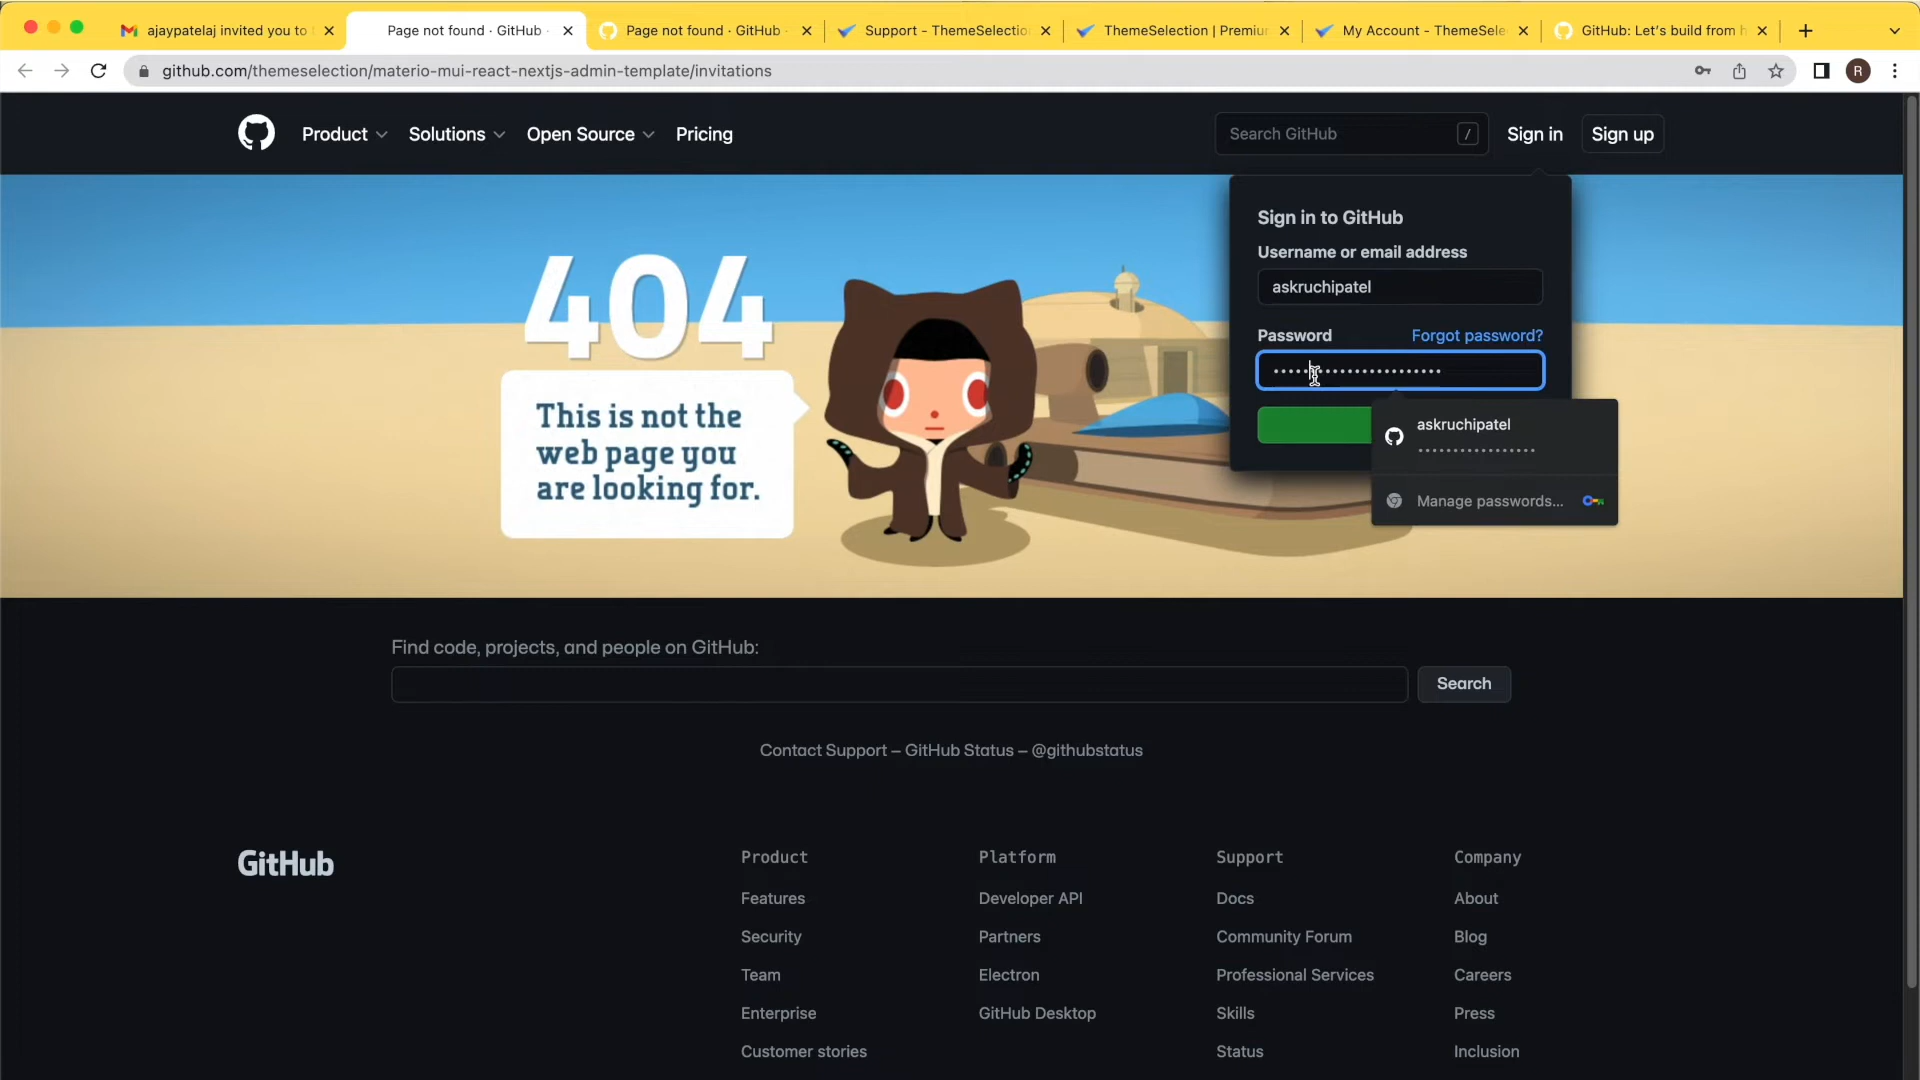 ajaypatelaj invited you to
Page not found · GitHub ·
Page not found · GitHub ·
Support - ThemeSelectio
ThemeSelection | Premiu
My Account - ThemeSele
GitHub: Let's build from h
github.com/themeselection/materio-mui-react-nextjs-admin-template/invitations
R
Product
Solutions
Open Source
Pricing
Search GitHub
/
Sign in
Sign up
404
This is not the
web page you
are looking for.
Sign in to GitHub
Username or email address
askruchipatel
Password
Forgot password?
askruchipatel
Manage passwords...
Find code, projects, and people on GitHub:
Search
Contact Support – GitHub Status – @githubstatus
GitHub
Product
Features
Security
Team
Enterprise
Customer stories
Platform
Developer API
Partners
Electron
GitHub Desktop
Support
Docs
Community Forum
Professional Services
Skills
Status
Company
About
Blog
Careers
Press
Inclusion